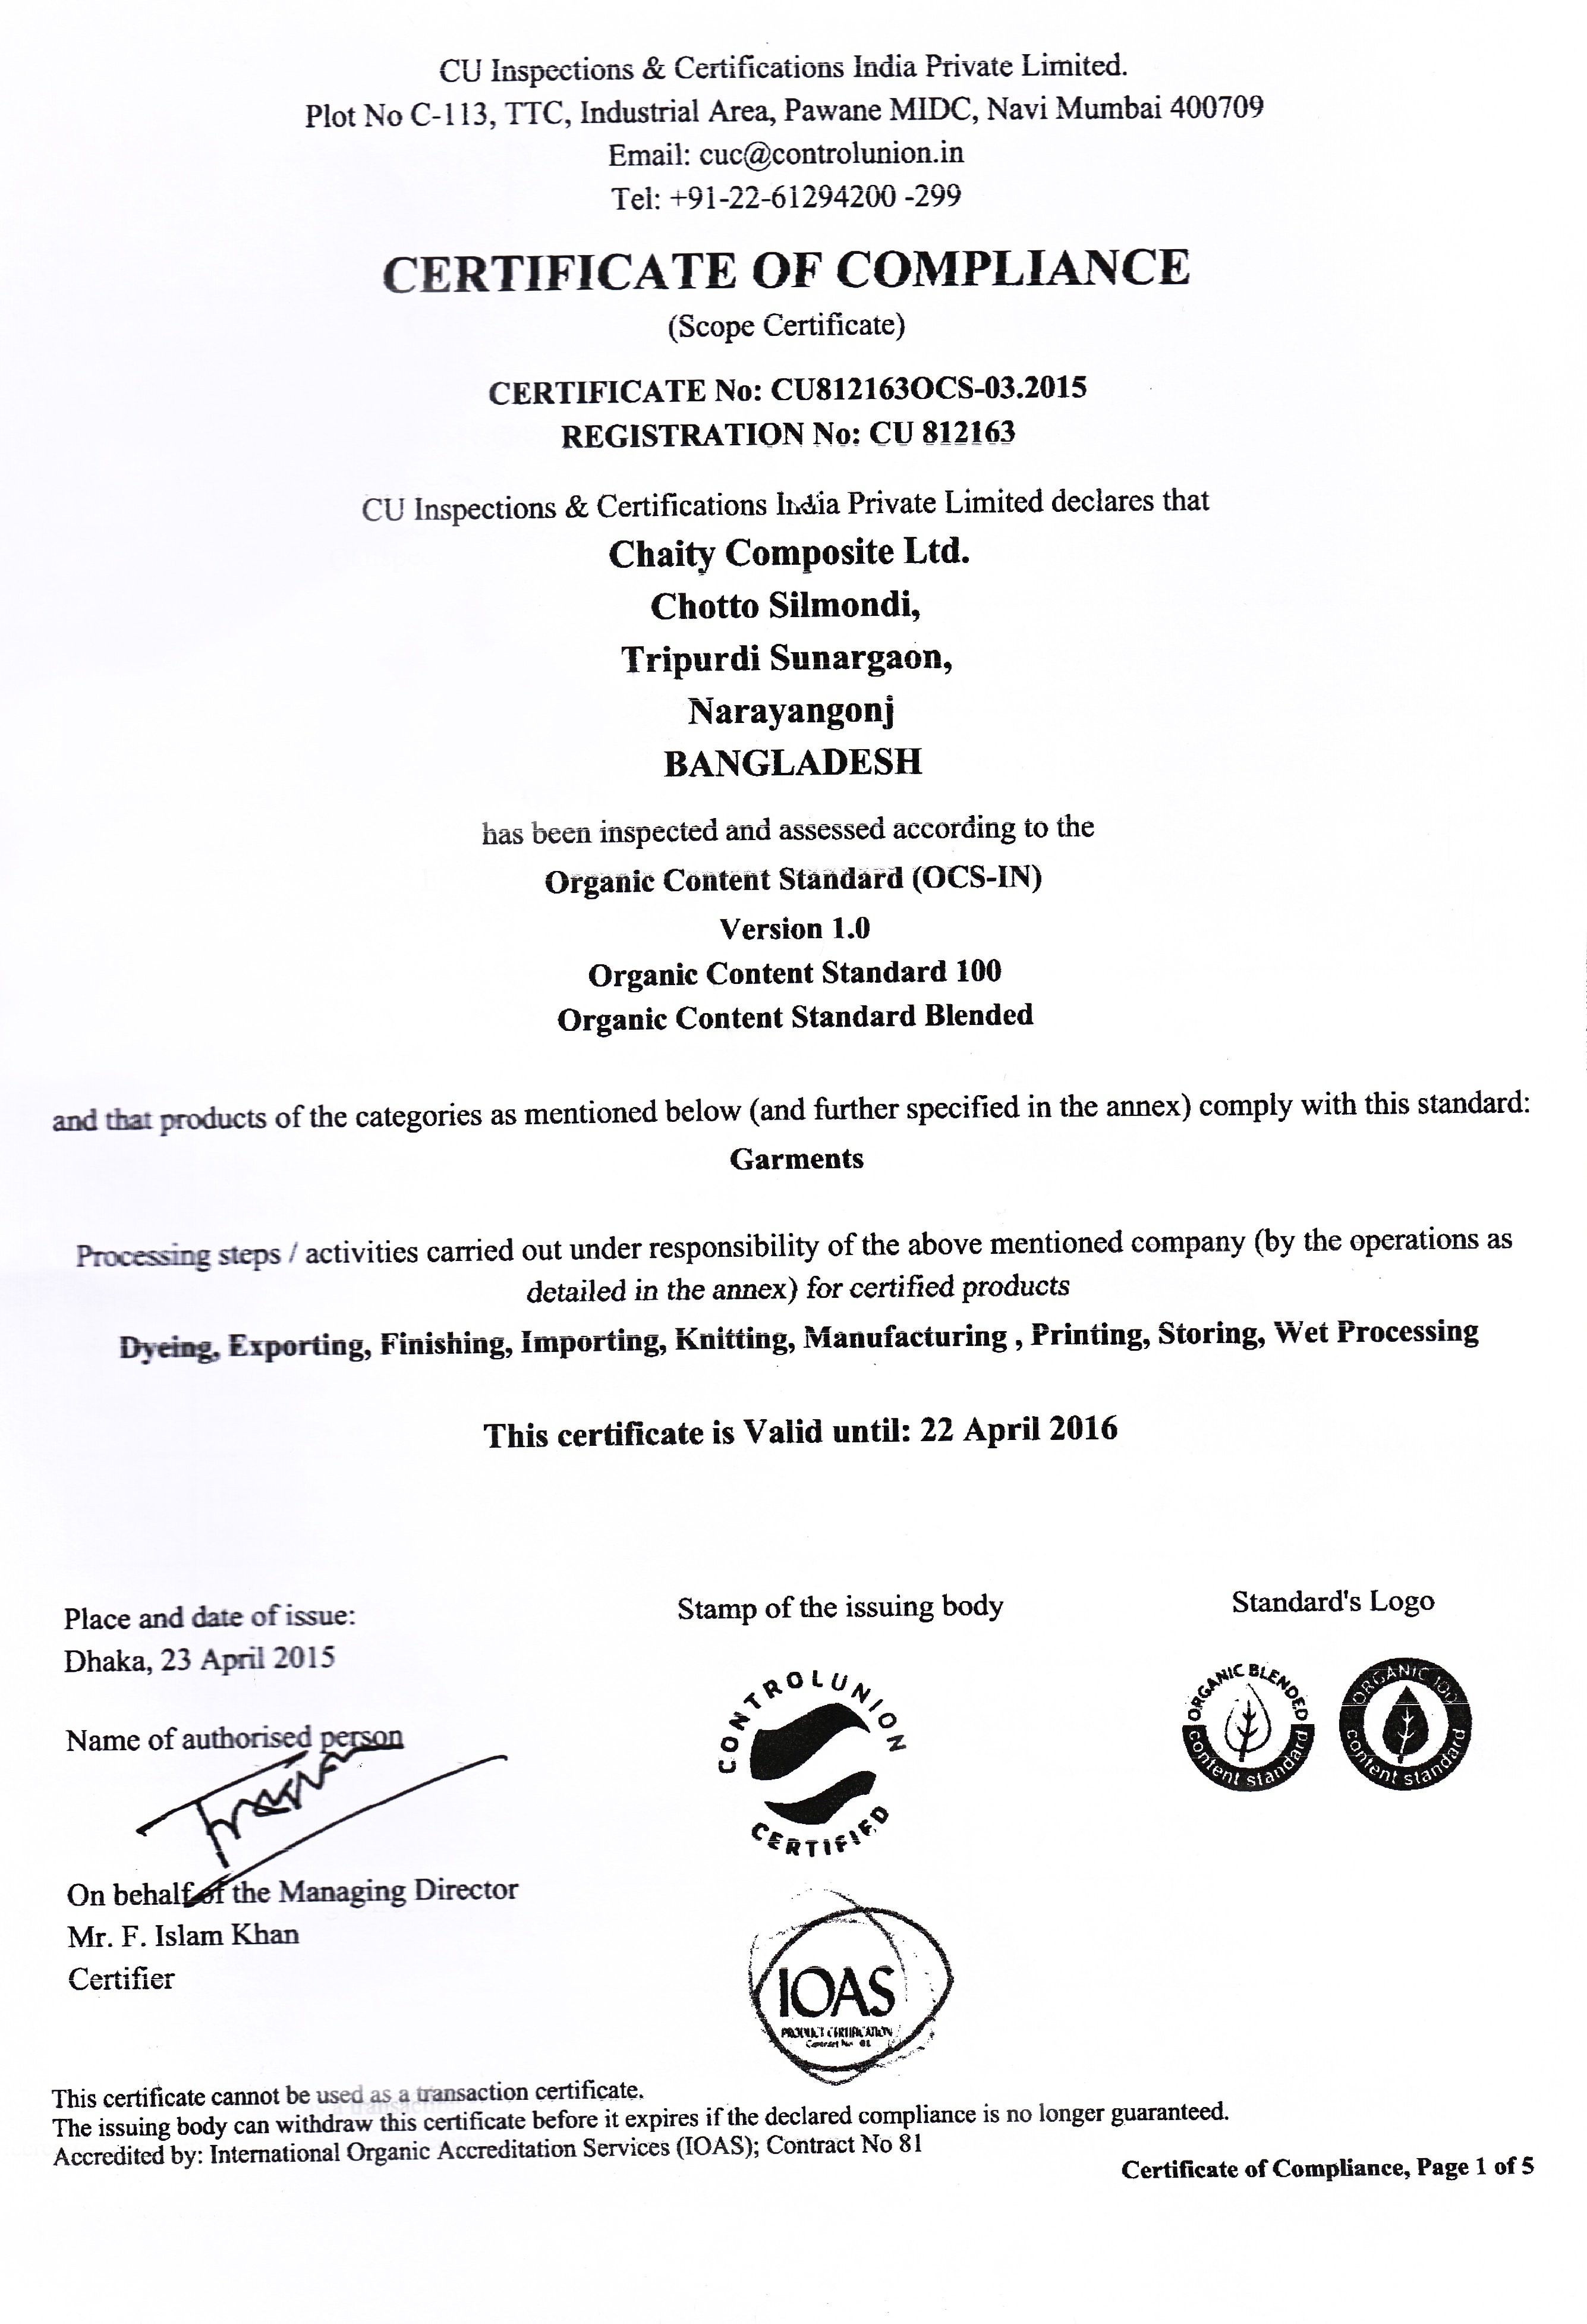 CU Inspections & Certifications India Private Limited.
Plot No C-113, TTC, Industrial Area, Pawane MIDC, Navi Mumbai 400709
Email: cuc@controlunion.in
Tel: +91-22-61294200 -299
CERTIFICATE OF COMPLIANCE
(Scope Certificate)
CERTIFICATE No: CU812163OCS-03.2015
REGISTRATION No: CU 812163
CU Inspections & Certifications India Private Limited declares that
Chaity Composite Ltd.
Chotto Silmondi,
Tripurdi Sunargaon,
Narayangonj
BANGLADESH
has been inspected and assessed according to the
Organic Content Standard (OCS-IN)
Version 1.0
Organic Content Standard 100
Organic Content Standard Blended
and that products of the categories as mentioned below (and further specified in the annex) comply with this standard:
Garments
Processing steps / activities carried out under responsibility of the above mentioned company (by the operations as
detailed in the annex) for certified products
Dyeing, Exporting, Finishing, Importing, Knitting, Manufacturing , Printing, Storing, Wet Processing
This certificate is Valid until: 22 April 2016
Place and date of issue:
Dhaka, 23 April 2015
Name of authorised person
On behalf of the Managing Director
Mr. F. Islam Khan
Certifier
Stamp of the issuing body
CONTROLUNION
CERTIFIED
IOAS
PRODUCT CERTIFICATION
Contract No 81
Standard's Logo
ORGANIC BLENDED
content standard
ORGANIC 100
content standard
This certificate cannot be used as a transaction certificate.
The issuing body can withdraw this certificate before it expires if the declared compliance is no longer guaranteed.
Accredited by: International Organic Accreditation Services (IOAS); Contract No 81
Certificate of Compliance, Page 1 of 5